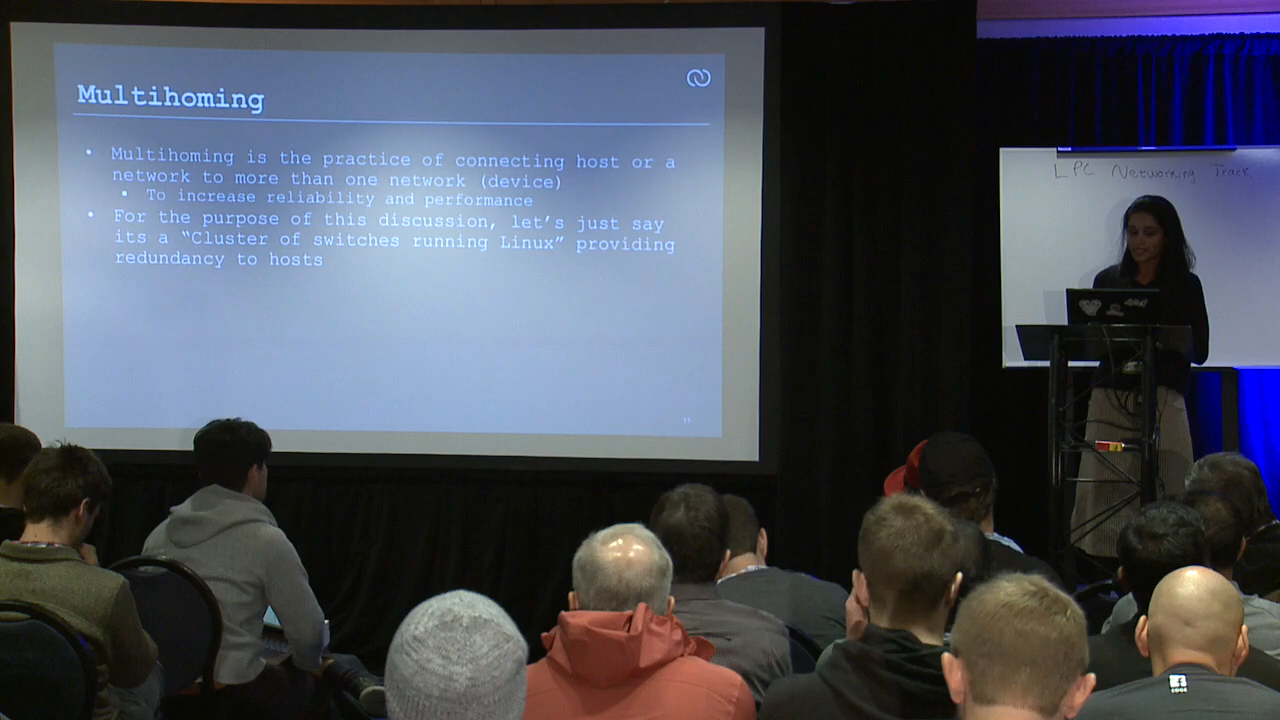 Multihoming
• Multihoming is the practice of connecting host or a
network to more than one network (device)
▪ To increase reliability and performance
• For the purpose of this discussion, let's just say
its a “Cluster of switches running Linux” providing
redundancy to hosts
LPC Networking Track
EDGE